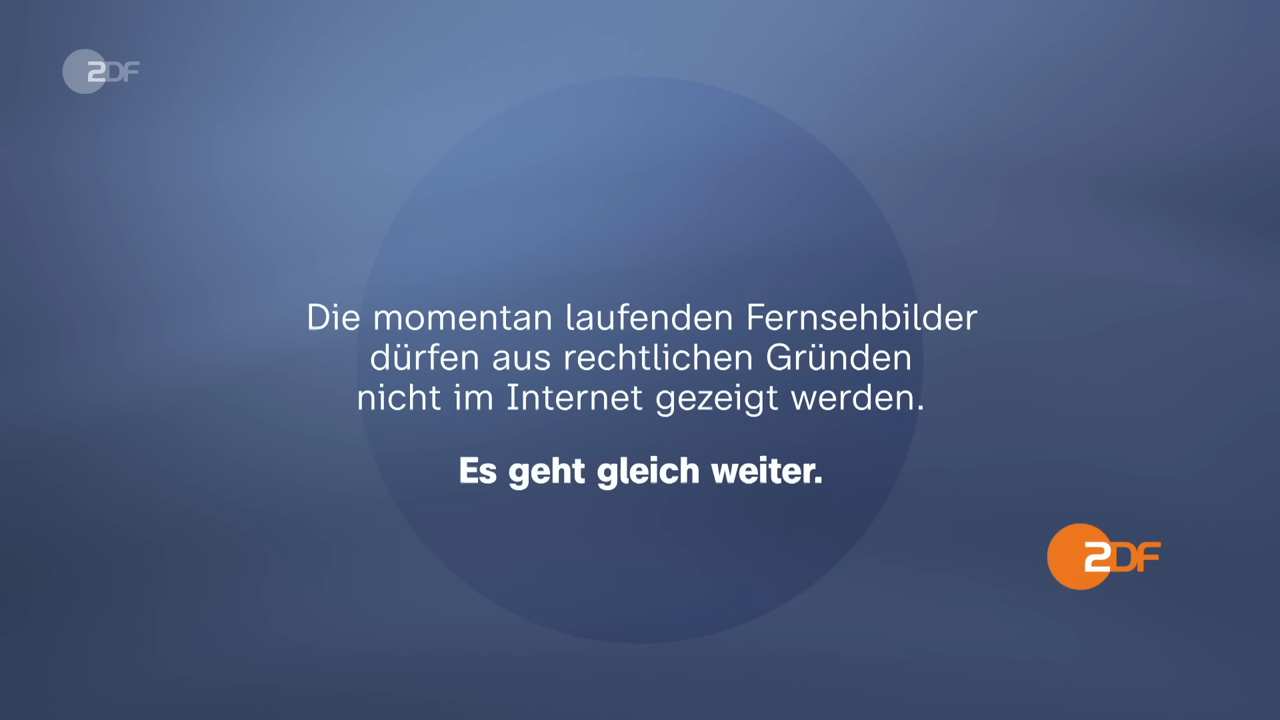 ZDF
Die momentan laufenden Fernsehbilder
dürfen aus rechtlichen Gründen
nicht im Internet gezeigt werden.
Es geht gleich weiter.
ZDF